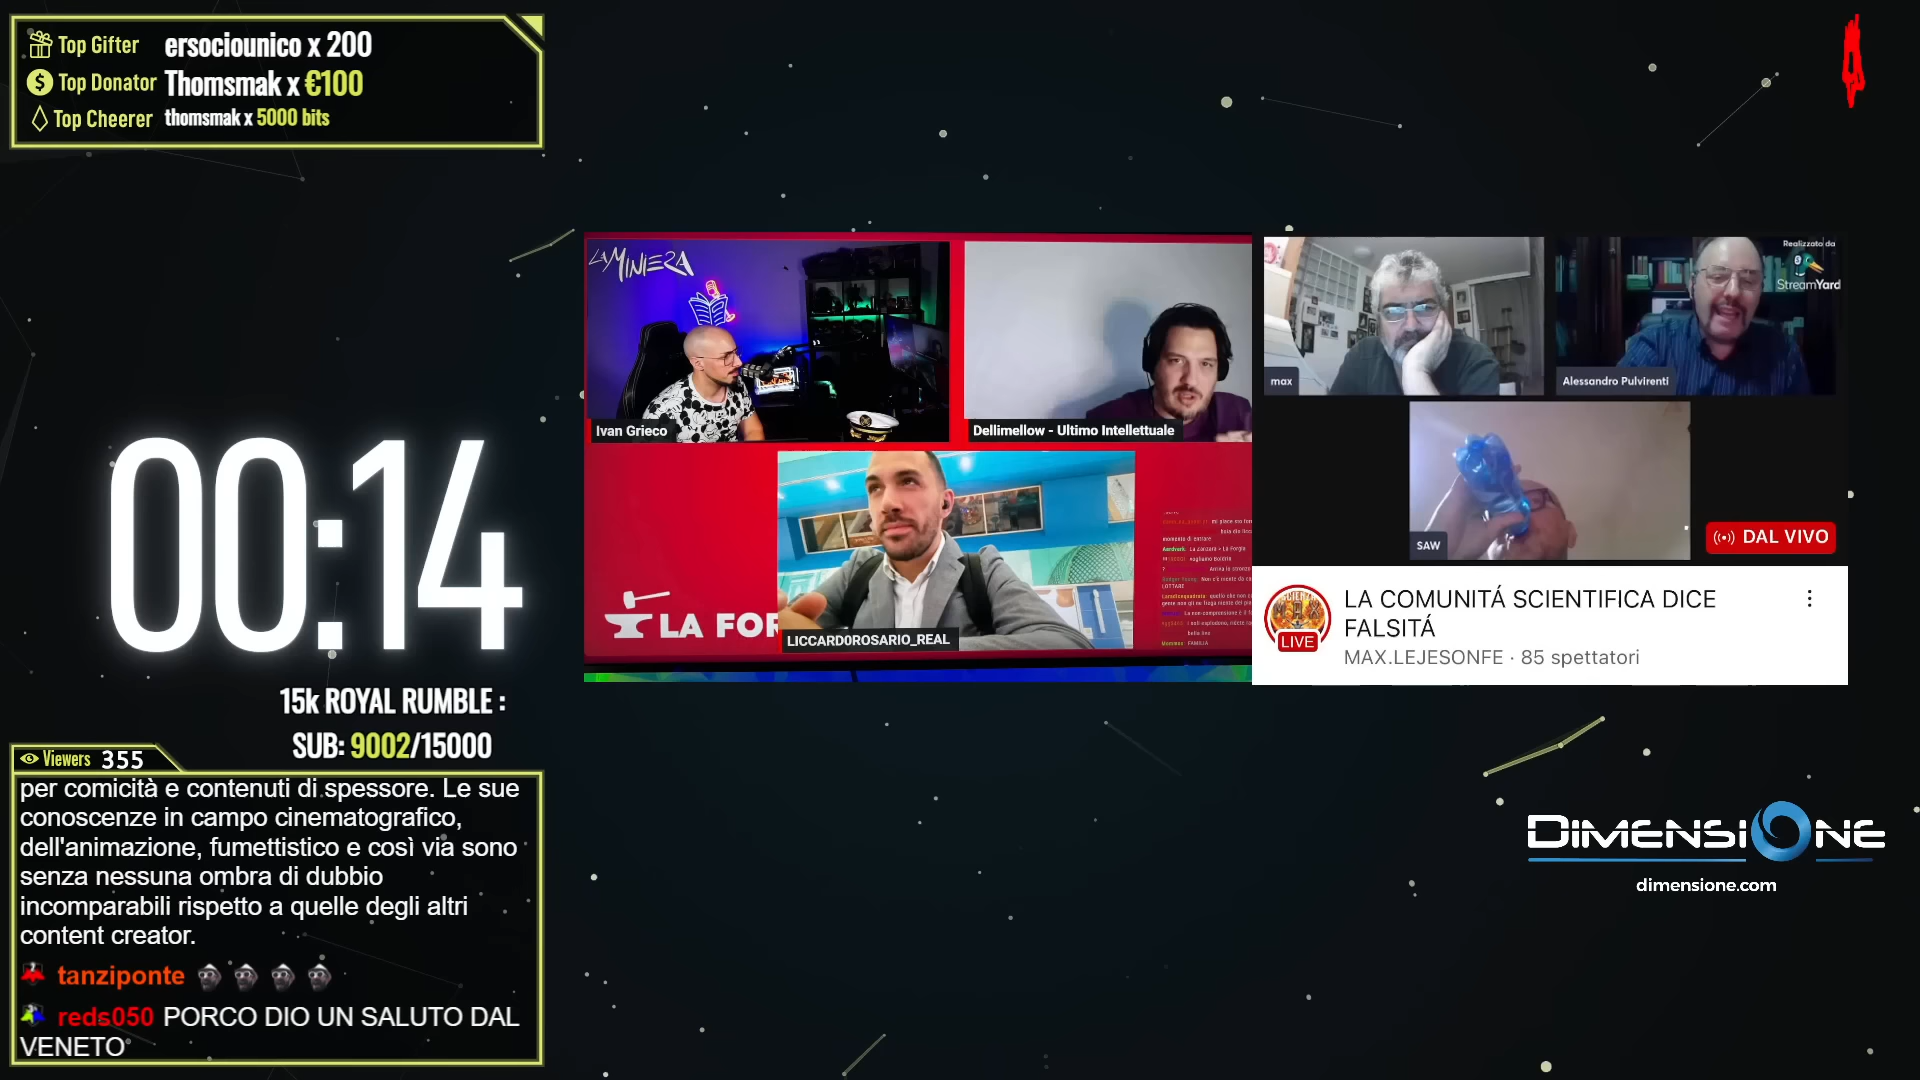 Top Gifter ersociounico x 200
Top Donator Thomsmak x €100
Top Cheerer thomsmak x 5000 bits
00:14
15k ROYAL RUMBLE :
SUB: 9002/15000
Viewers 355
per comicità e contenuti di spessore. Le sue
conoscenze in campo cinematografico,
dell'animazione, fumettistico e così via sono
senza nessuna ombra di dubbio
incomparabili rispetto a quelle degli altri
content creator.
tanziponte
reds050 PORCO DIO UN SALUTO DAL
VENETO
LA MINIERA
Ivan Grieco
Dellimellow - Ultimo Intellettuale
LA FOR
LICCARD0ROSARIO_REAL
max
Realizzato da
StreamYard
Alessandro Pulvirenti
SAW
DAL VIVO
LIVE
LA COMUNITÁ SCIENTIFICA DICE
FALSITÁ
MAX.LEJESONFE · 85 spettatori
DIMENSIONE
dimensione.com